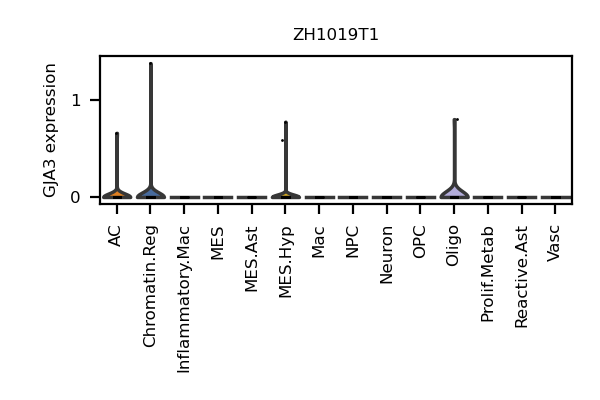 ZH1019T1
GJA3 expression
1
0
AC
Chromatin.Reg
Inflammatory.Mac
MES
MES.Ast
MES.Hyp
Mac
NPC
Neuron
OPC
Oligo
Prolif.Metab
Reactive.Ast
Vasc